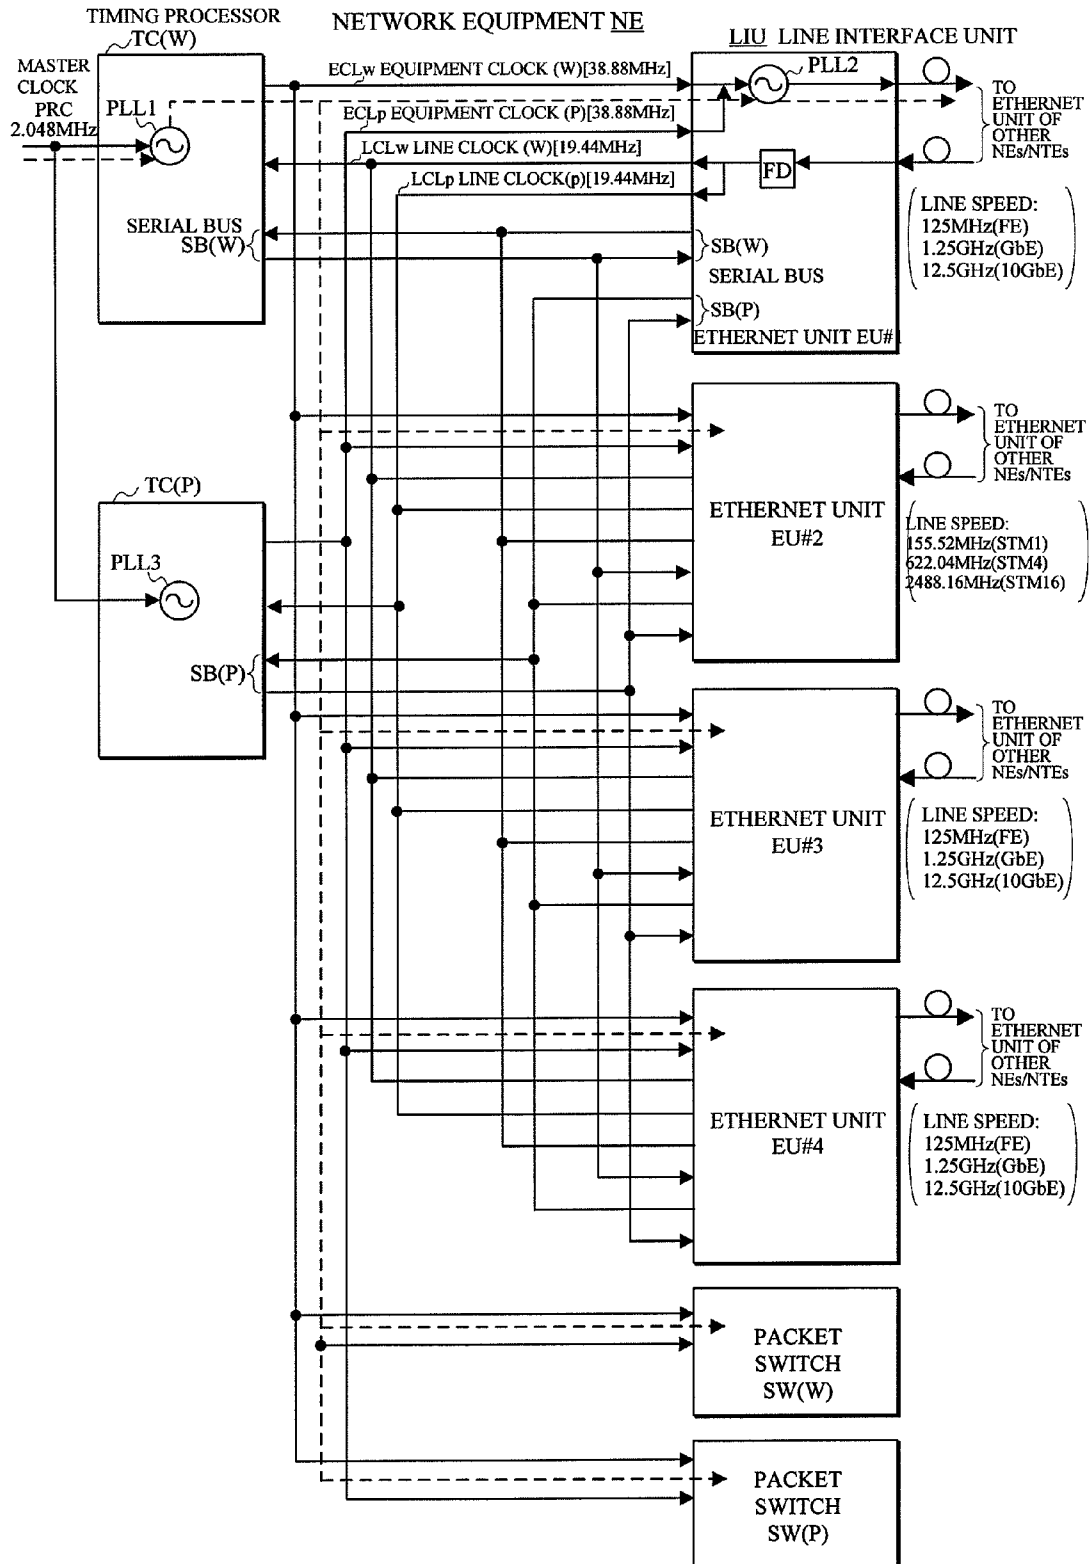 TIMING PROCESSOR
TC(W)
NETWORK EQUIPMENT NE
LIU LINE INTERFACE UNIT
MASTER
CLOCK
PRC
2.048MHz
PLL1
ECLw EQUIPMENT CLOCK (W)[38.88MHz]
ECLp EQUIPMENT CLOCK (P)[38.88MHz]
LCLw LINE CLOCK (W)[19.44MHz]
LCLp LINE CLOCK(p)[19.44MHz]
PLL2
FD
TO
ETHERNET
UNIT OF
OTHER
NEs/NTEs
LINE SPEED:
125MHz(FE)
1.25GHz(GbE)
12.5GHz(10GbE)
SERIAL BUS
SB(W)
SB(W)
SERIAL BUS
SB(P)
ETHERNET UNIT EU#1
TO
ETHERNET
UNIT OF
OTHER
NEs/NTEs
ETHERNET UNIT
EU#2
LINE SPEED:
155.52MHz(STM1)
622.04MHz(STM4)
2488.16MHz(STM16)
TC(P)
PLL3
SB(P)
TO
ETHERNET
UNIT OF
OTHER
NEs/NTEs
ETHERNET UNIT
EU#3
LINE SPEED:
125MHz(FE)
1.25GHz(GbE)
12.5GHz(10GbE)
TO
ETHERNET
UNIT OF
OTHER
NEs/NTEs
ETHERNET UNIT
EU#4
LINE SPEED:
125MHz(FE)
1.25GHz(GbE)
12.5GHz(10GbE)
PACKET
SWITCH
SW(W)
PACKET
SWITCH
SW(P)